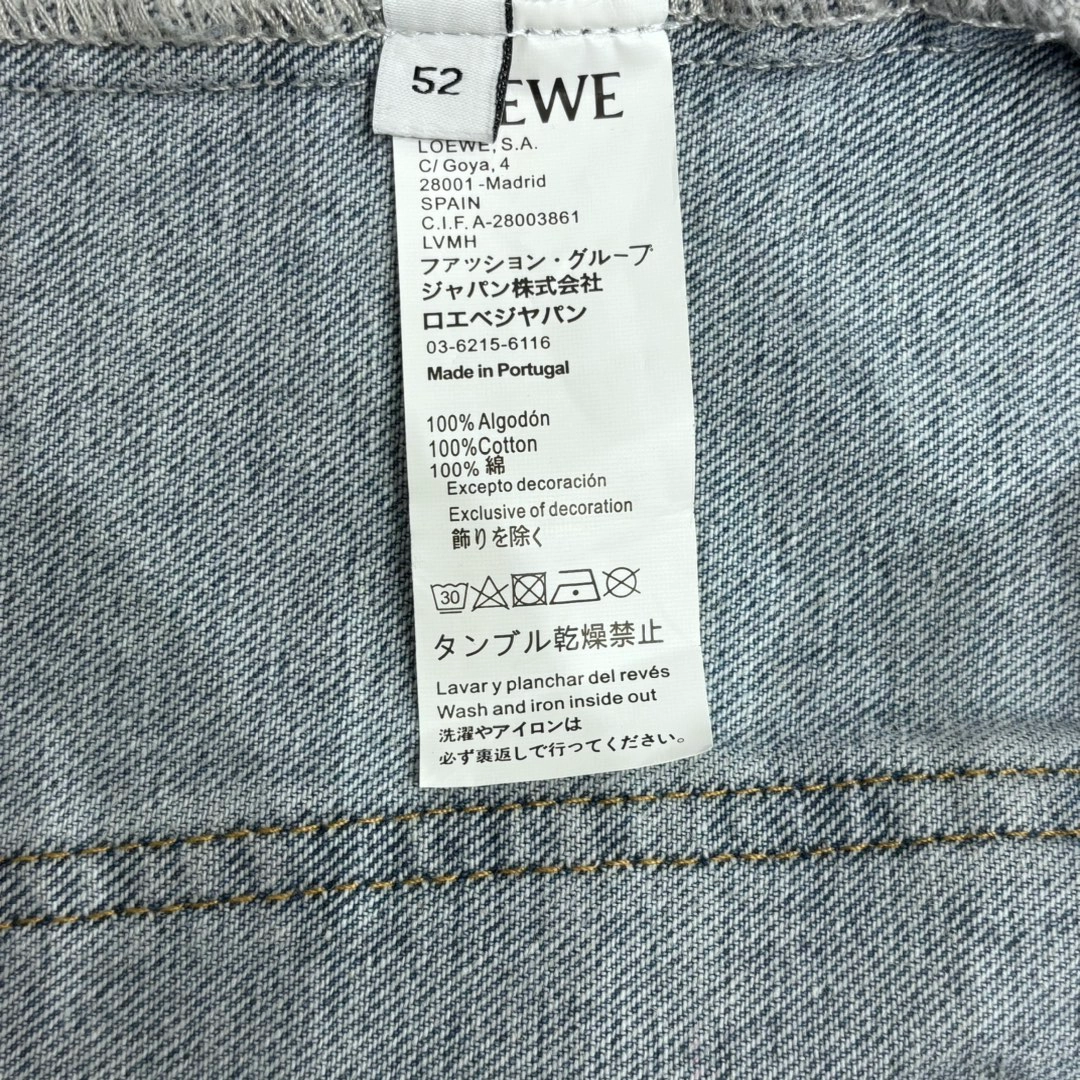 52
EWE
LOEWE, S.A.
C/ Goya, 4
28001 -Madrid
SPAIN
C.I.F. A-28003861
LVMH
ファッション・グループ
ジャパン株式会社
ロエベジャパン
03-6215-6116
Made in Portugal
100% Algodón
100%Cotton
100% 綿
Excepto decoración
Exclusive of decoration
飾りを除く
30
タンブル乾燥禁止
Lavar y planchar del revés
Wash and iron inside out
洗濯やアイロンは
必ず裏返しで行つてください。